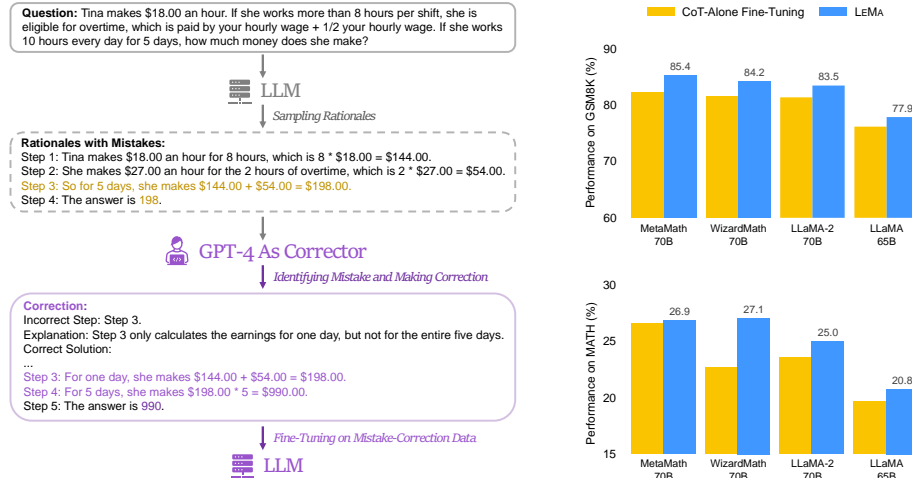 Question: Tina makes $18.00 an hour. If she works more than 8 hours per shift, she is
eligible for overtime, which is paid by your hourly wage + 1/2 your hourly wage. If she works
10 hours every day for 5 days, how much money does she make?
LLM
Sampling Rationales
Rationales with Mistakes:
Step 1: Tina makes $18.00 an hour for 8 hours, which is 8 * $18.00 = $144.00.
Step 2: She makes $27.00 an hour for the 2 hours of overtime, which is 2 * $27.00 = $54.00.
Step 3: So for 5 days, she makes $144.00 + $54.00 = $198.00.
Step 4: The answer is 198.
GPT-4 As Corrector
Identifying Mistake and Making Correction
Correction:
Incorrect Step: Step 3.
Explanation: Step 3 only calculates the earnings for one day, but not for the entire five days.
Correct Solution:
...
Step 3: For one day, she makes $144.00 + $54.00 = $198.00.
Step 4: For 5 days, she makes $198.00 * 5 = $990.00.
Step 5: The answer is 990.
Fine-Tuning on Mistake-Correction Data
LLM
CoT-Alone Fine-Tuning LEMA
Performance on GSM8K (%)
90
80
70
60
85.4
84.2
83.5
77.9
MetaMath WizardMath LLaMA-2 LLaMA
70B 70B 70B 65B
Performance on MATH (%)
30
25
20
15
26.9
27.1
25.0
20.8
MetaMath WizardMath LLaMA-2 LLaMA
70B 70B 70B 65B